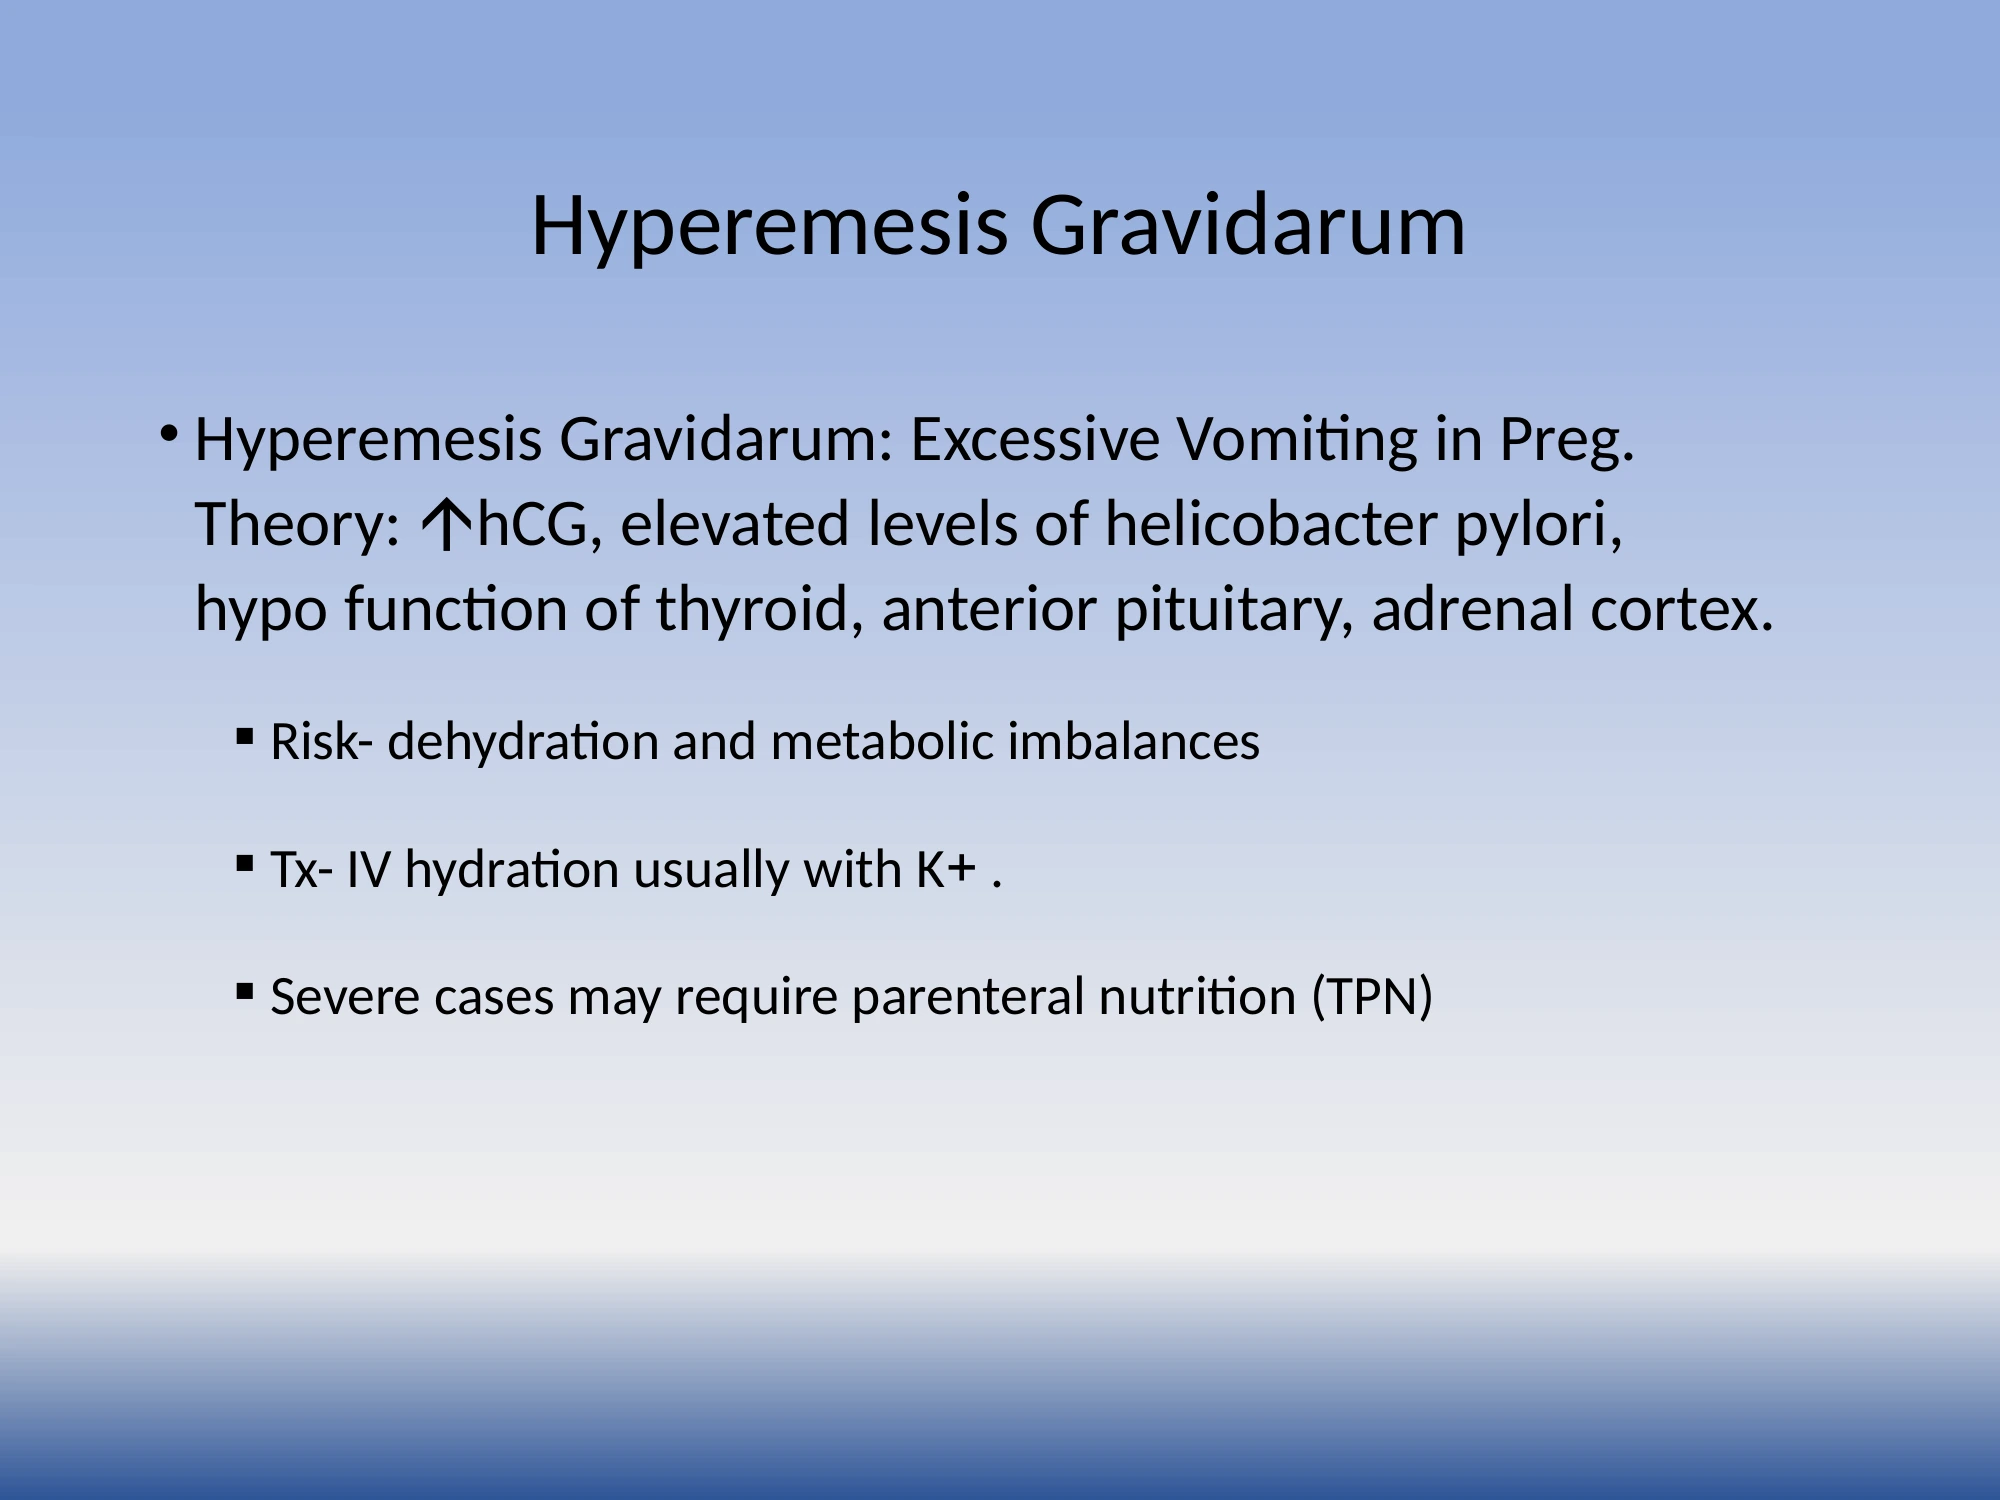 Hyperemesis Gravidarum
• Hyperemesis Gravidarum: Excessive Vomiting in Preg.
Theory: ↑hCG, elevated levels of helicobacter pylori,
hypo function of thyroid, anterior pituitary, adrenal cortex.
▪ Risk- dehydration and metabolic imbalances
▪ Tx- IV hydration usually with K+ .
▪ Severe cases may require parenteral nutrition (TPN)